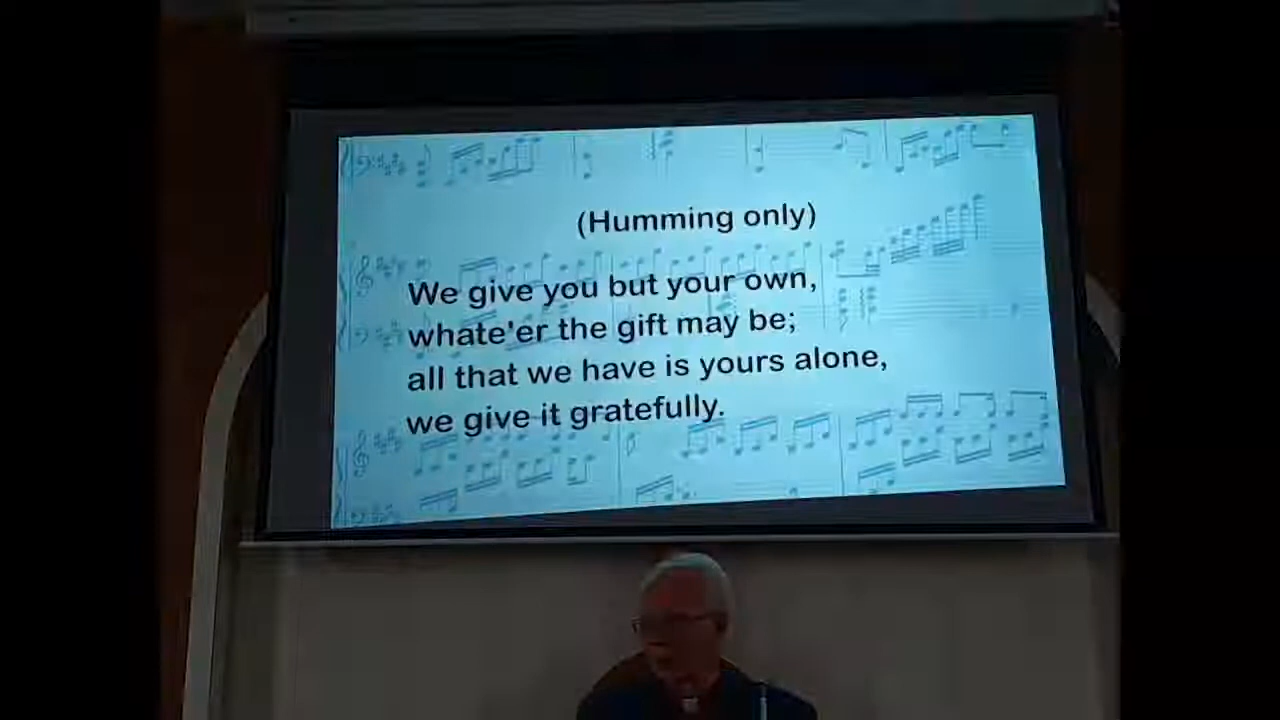 (Humming only)
We give you but your own,
whate'er the gift may be;
all that we have is yours alone,
we give it gratefully.